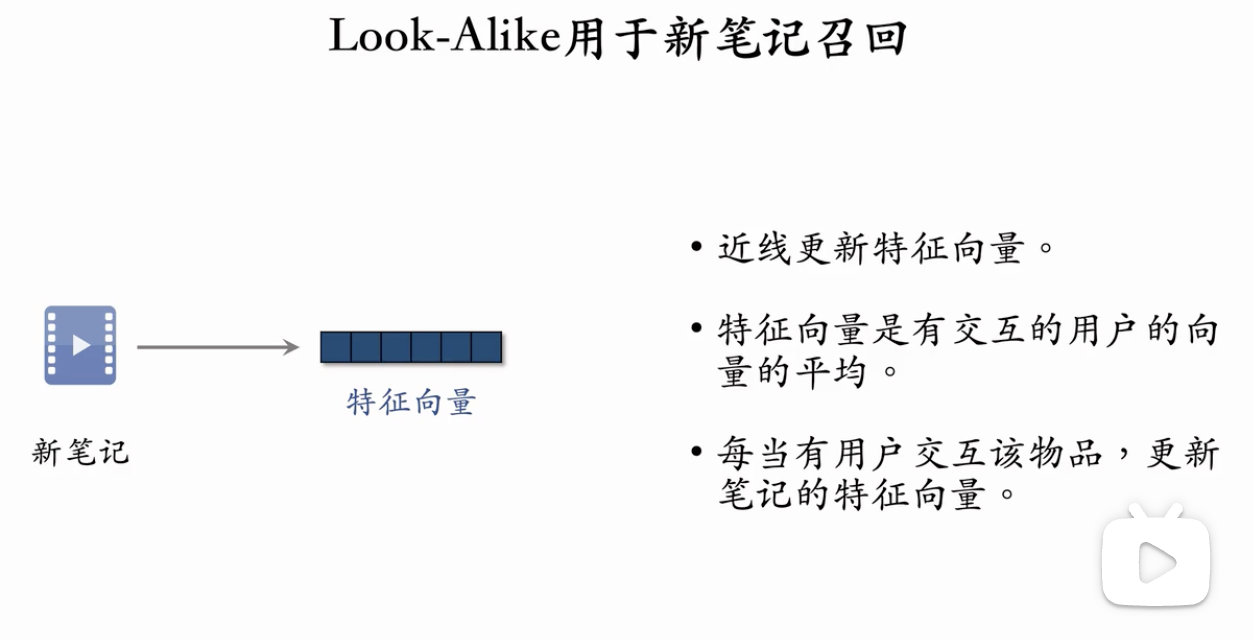 Look-Alike用于新笔记召回
• 近线更新特征向量。
• 特征向量是有交互的用户的向
量的平均。
特征向量
新笔记
• 每当有用户交互该物品，更新
笔记的特征向量。